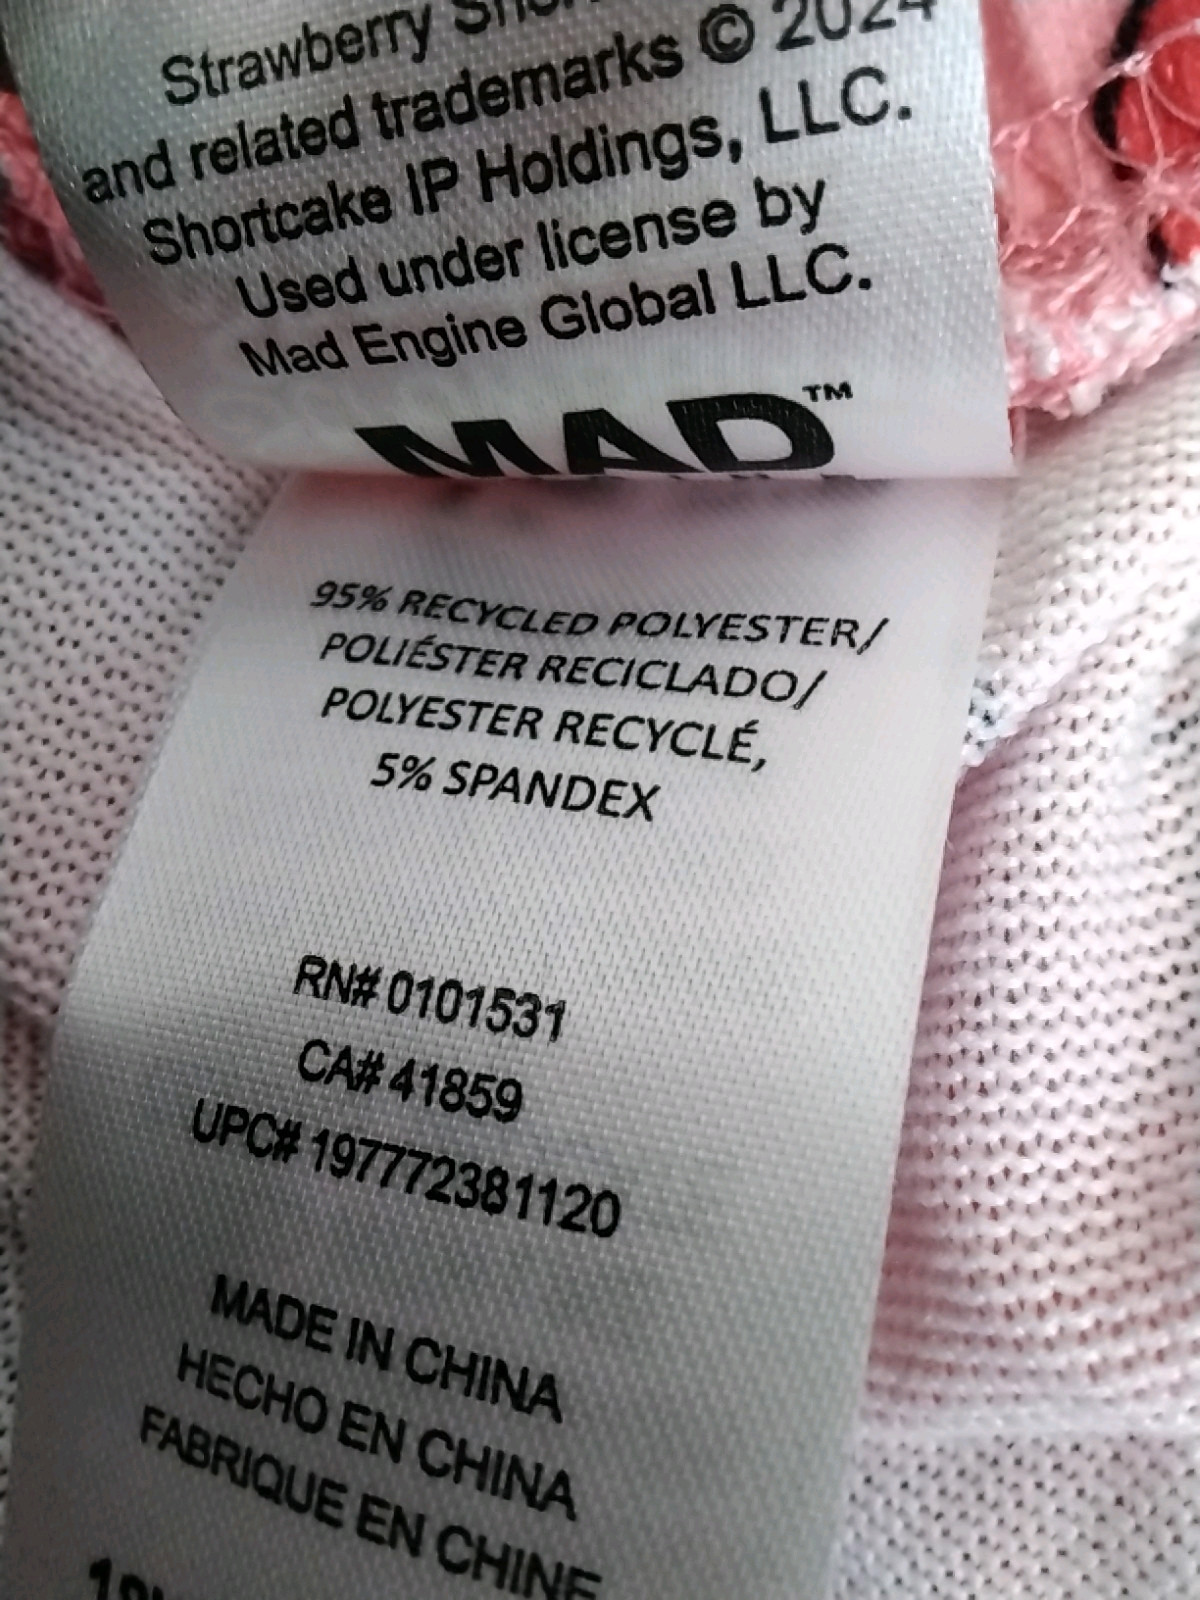 Strawberry
and related trademarks © 2024
Shortcake IP Holdings, LLC.
Used under license by
Mad Engine Global LLC.
MAD™
95% RECYCLED POLYESTER/
POLIÉSTER RECICLADO/
POLYESTER RECYCLÉ,
5% SPANDEX
RN# 0101531
CA# 41859
UPC# 197772381120
MADE IN CHINA
HECHO EN CHINA
FABRIQUE EN CHINE